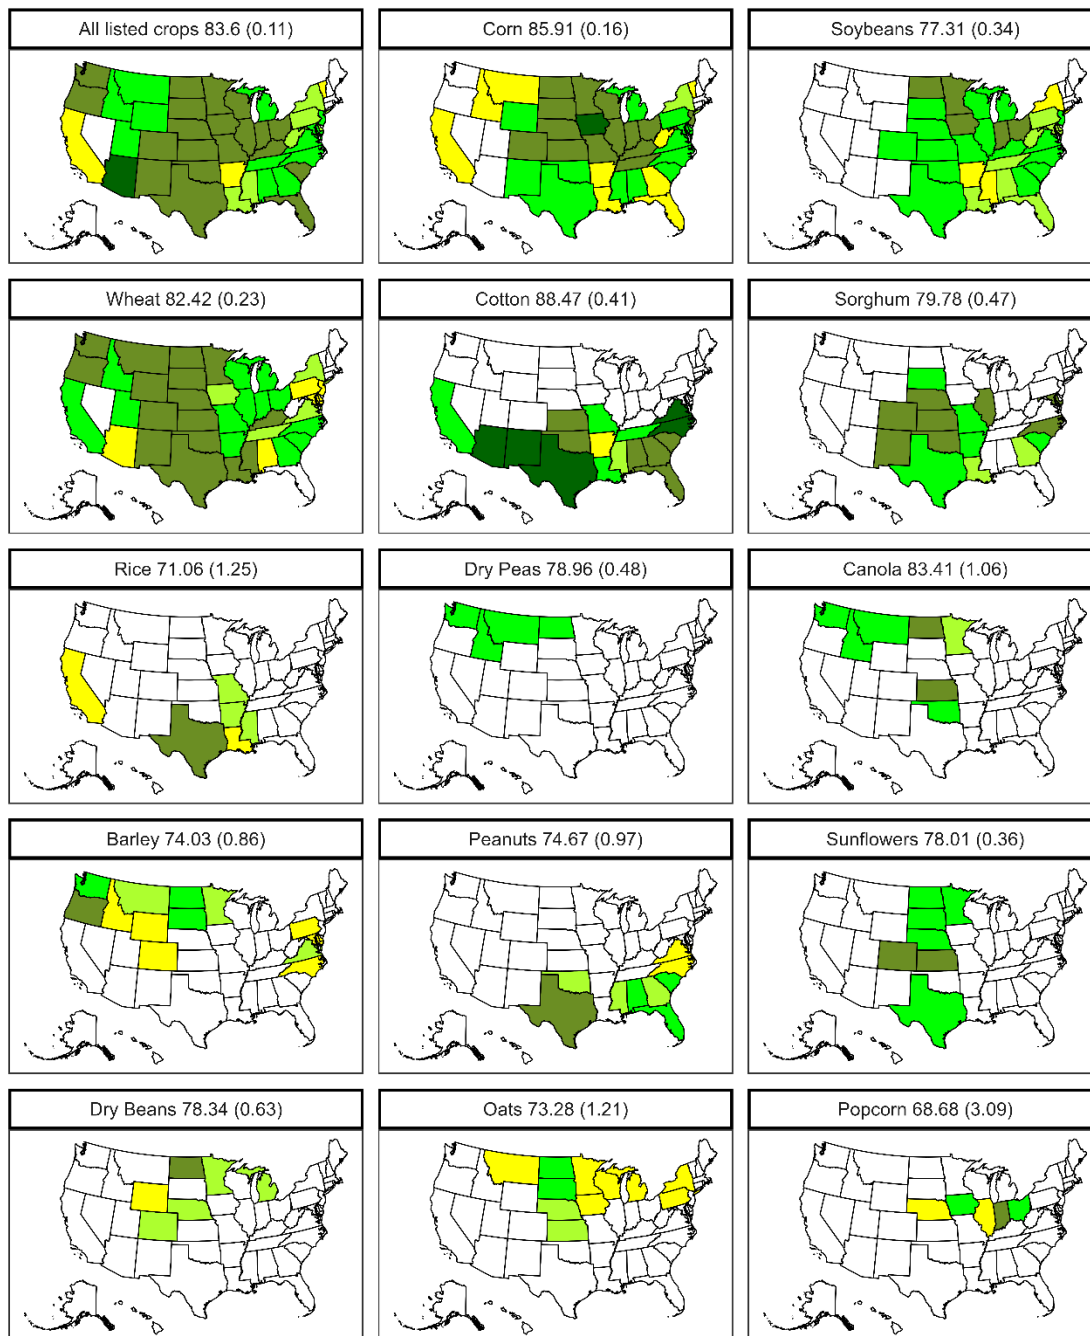 All listed crops 83.6 (0.11)
Corn 85.91 (0.16)
Soybeans 77.31 (0.34)
Wheat 82.42 (0.23)
Cotton 88.47 (0.41)
Sorghum 79.78 (0.47)
Rice 71.06 (1.25)
Dry Peas 78.96 (0.48)
Canola 83.41 (1.06)
Barley 74.03 (0.86)
Peanuts 74.67 (0.97)
Sunflowers 78.01 (0.36)
Dry Beans 78.34 (0.63)
Oats 73.28 (1.21)
Popcorn 68.68 (3.09)